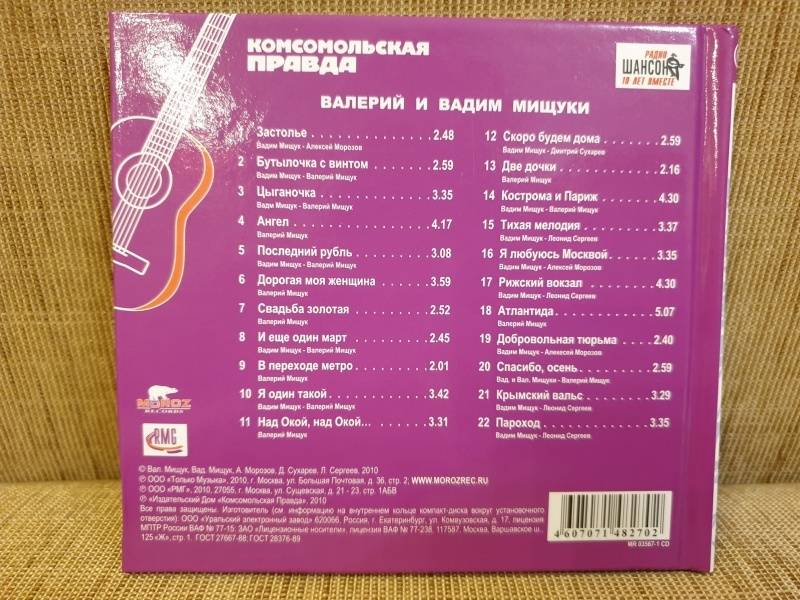 КОМСОМОЛЬСКАЯ
ПРАВДА
РАДИО
ШАНСОН
10 ЛЕТ ВМЕСТЕ
ВАЛЕРИЙ И ВАДИМ МИЩУКИ
Застолье 2.48
Вадим Мищук - Алексей Морозов
2 Бутылочка с винтом 2.59
Вадим Мищук - Валерий Мищук
3 Цыганочка 3.35
Вадим Мищук - Валерий Мищук
4 Ангел 4.17
Валерий Мищук
5 Последний рубль 3.08
Вадим Мищук - Валерий Мищук
6 Дорогая моя женщина 3.59
Валерий Мищук
7 Свадьба золотая 2.52
Валерий Мищук
8 И еще один март 2.45
Вадим Мищук - Валерий Мищук
9 В переходе метро 2.01
Валерий Мищук
10 Я один такой 3.42
Вадим Мищук - Валерий Мищук
11 Над Окой, над Окой... 3.31
Валерий Мищук
12 Скоро будем дома 2.59
Вадим Мищук - Дмитрий Сухарев
13 Две дочки 2.16
Валерий Мищук
14 Кострома и Париж 4.30
Вадим Мищук - Валерий Мищук
15 Тихая мелодия 3.37
Вадим Мищук - Леонид Сергеев
16 Я любуюсь Москвой 3.35
Вадим Мищук - Алексей Морозов
17 Рижский вокзал 4.30
Вадим Мищук - Леонид Сергеев
18 Атлантида 5.07
Валерий Мищук
19 Добровольная тюрьма 2.40
Вадим Мищук - Алексей Морозов
20 Спасибо, осень 2.59
Вад. и Вал. Мищуки - Валерий Мищук
21 Крымский вальс 3.29
Вадим Мищук - Леонид Сергеев
22 Пароход 3.35
Вадим Мищук - Леонид Сергеев
MOROZ
RECORDS
RMG
© Вал. Мищук, Вад. Мищук, А. Морозов, Д. Сухарев, Л. Сергеев, 2010
℗ ООО «Только Музыка», 2010, г. Москва, ул. Большая Почтовая, д. 36, стр. 2; WWW.MOROZREC.RU
℗ ООО «РМГ», 2010, 27055, г. Москва, ул. Сущевская, д. 21 - 23, стр. 1АБВ
℗ «Издательский Дом «Комсомольская Правда», 2010
Все права защищены. Изготовитель (см информацию на внутреннем кольце компакт-диска вокруг установочного
отверстия): ООО «Уральский электронный завод» 620066, Россия, г. Екатеринбург, ул. Комвузовская, д. 17, лицензия
МПТР России ВАФ № 77-15; ЗАО «Лицензионные носители», лицензия ВАФ № 77-238, 117587, Москва, Варшавское ш.,
125 «Ж», стр. 1. ГОСТ 27667-88; ГОСТ 28376-89
4607071482702
MR 03567-1 CD